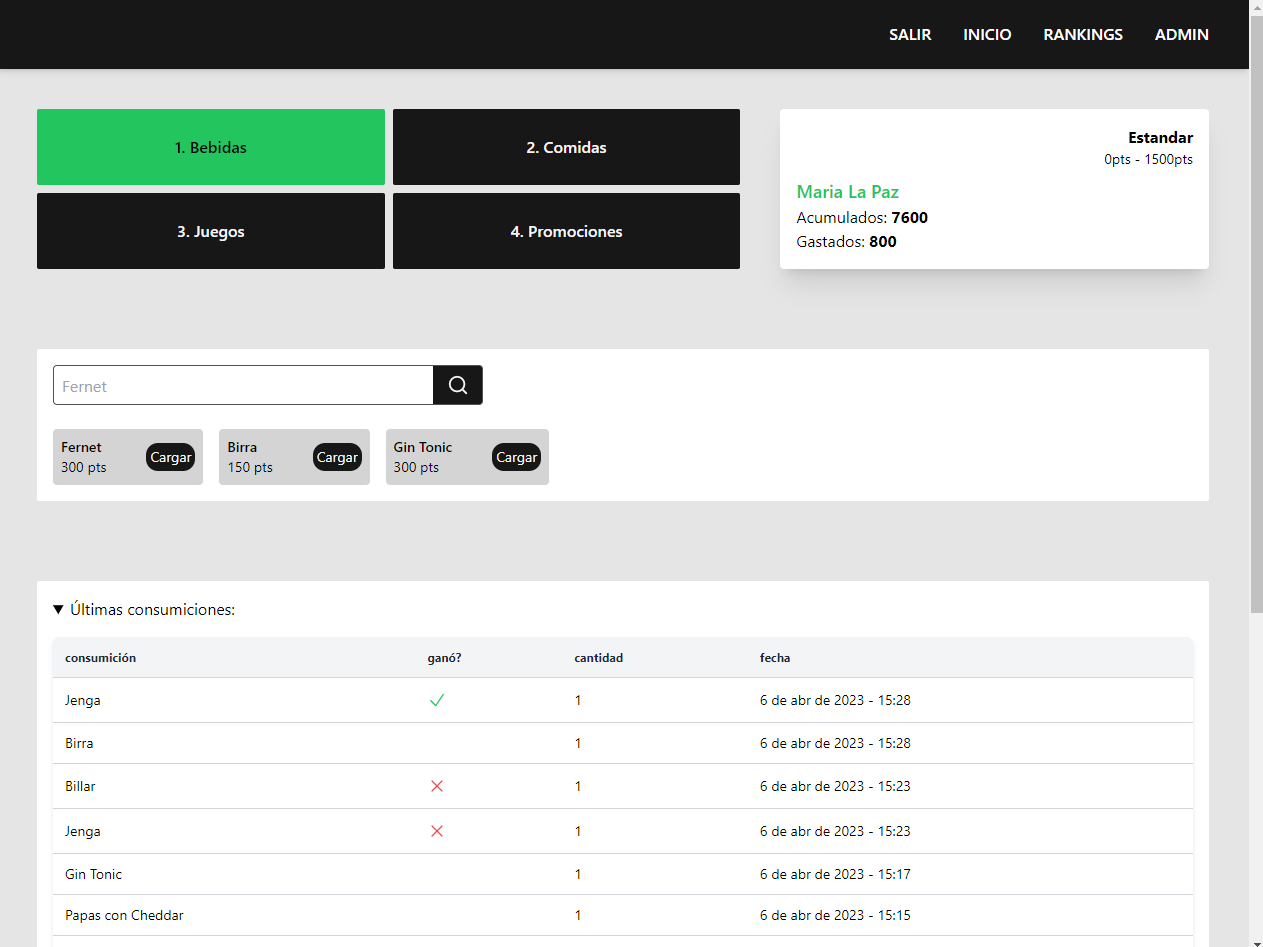 SALIR INICIO RANKINGS ADMIN
1. Bebidas
2. Comidas
3. Juegos
4. Promociones
Estandar
0pts - 1500pts
Maria La Paz
Acumulados: 7600
Gastados: 800
Fernet
Fernet
300 pts
Cargar
Birra
150 pts
Cargar
Gin Tonic
300 pts
Cargar
Últimas consumiciones:
consumición ganó? cantidad fecha
Jenga 1 6 de abr de 2023 - 15:28
Birra 1 6 de abr de 2023 - 15:28
Billar 1 6 de abr de 2023 - 15:23
Jenga 1 6 de abr de 2023 - 15:23
Gin Tonic 1 6 de abr de 2023 - 15:17
Papas con Cheddar 1 6 de abr de 2023 - 15:15